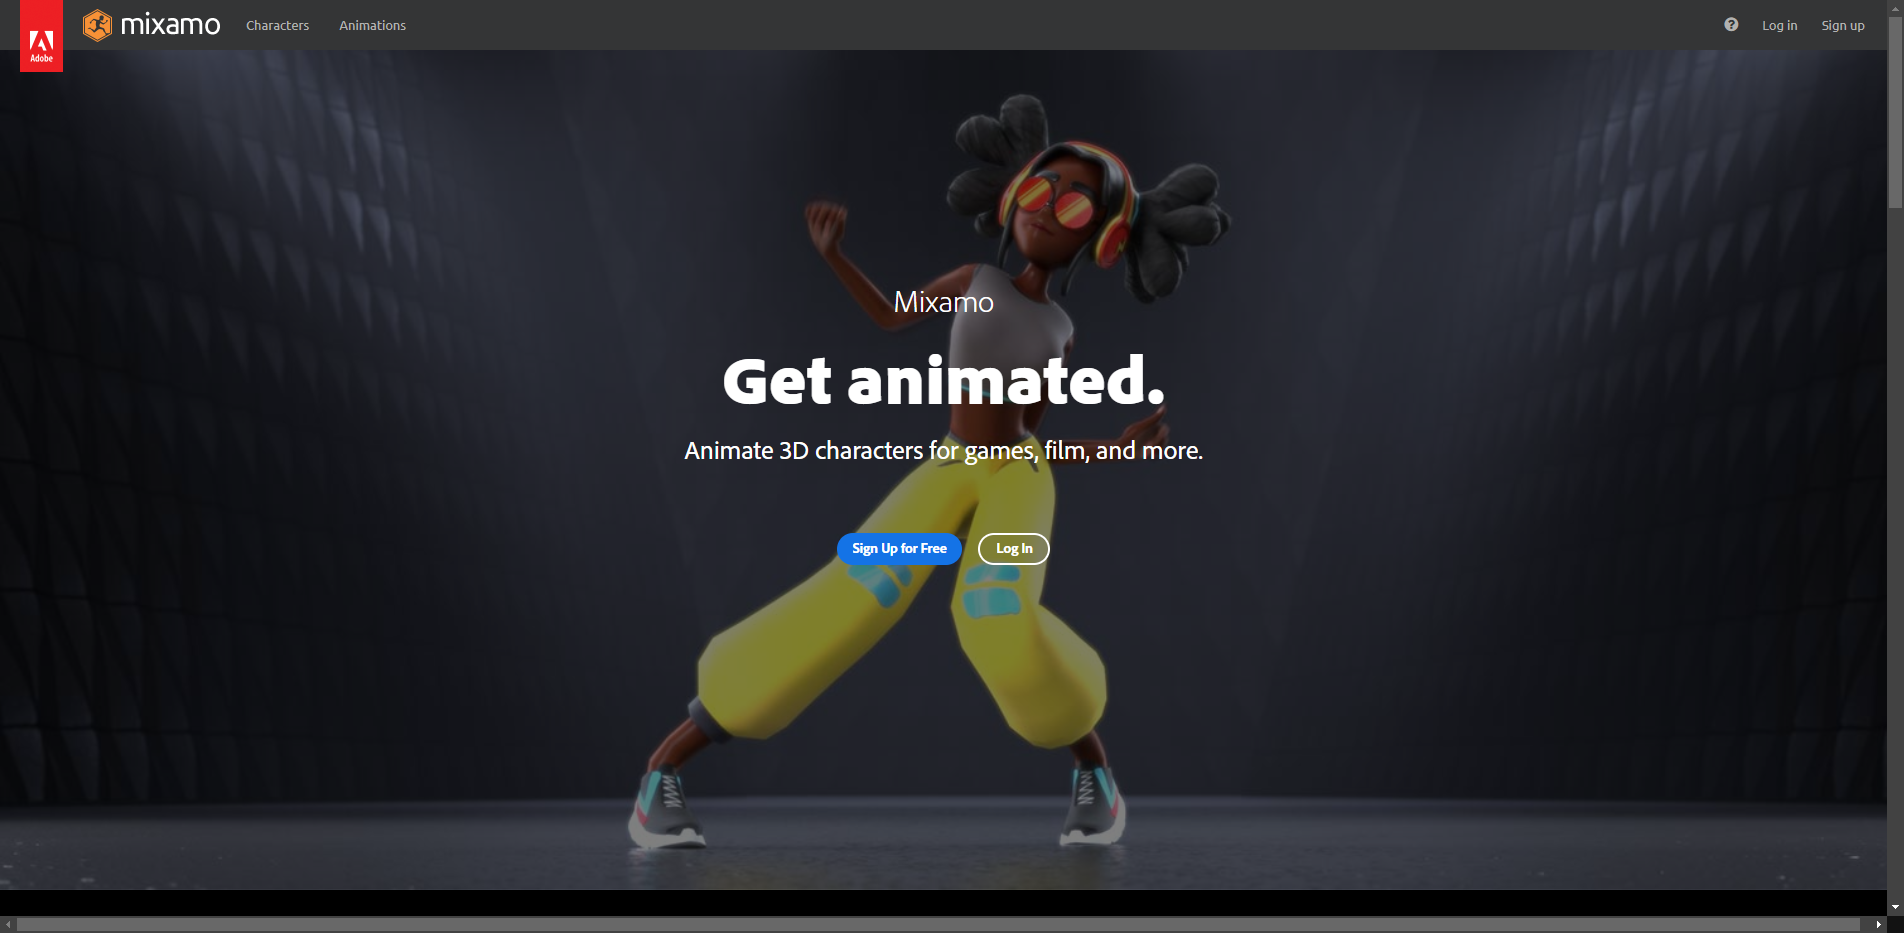 Adobe
mixamo
Characters
Animations
Log in
Sign up
Mixamo
Get animated.
Animate 3D characters for games, film, and more.
Sign Up for Free
Log In